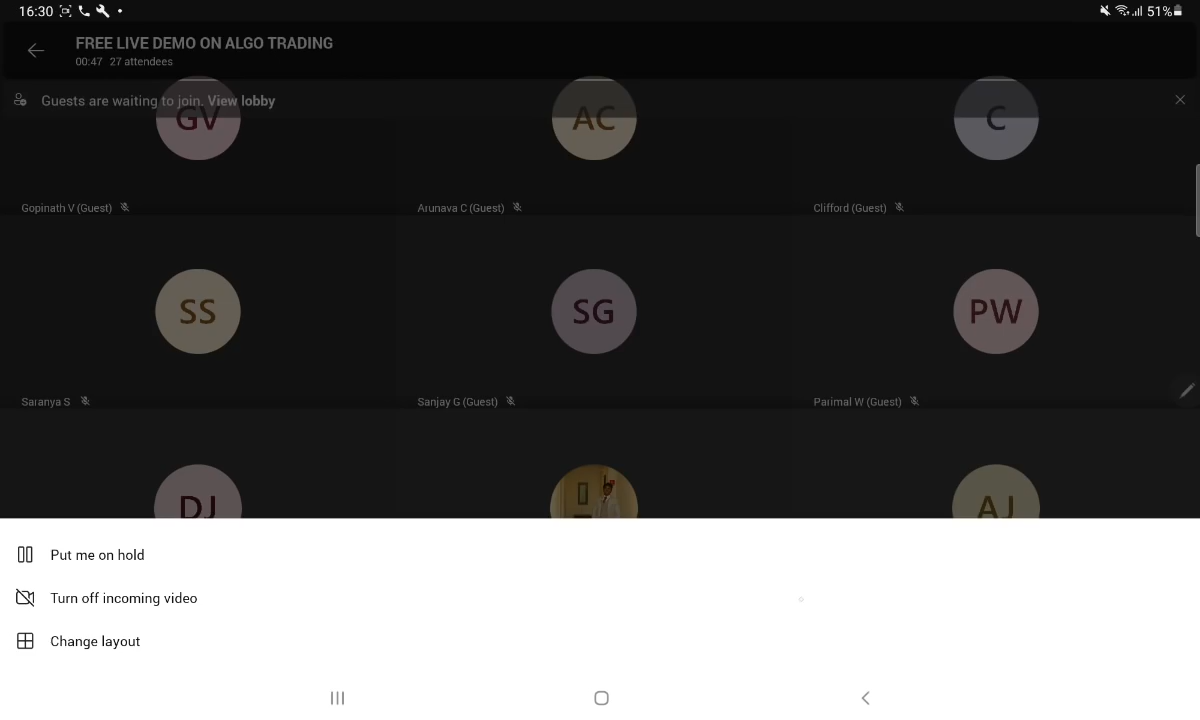 16:30
51%
FREE LIVE DEMO ON ALGO TRADING
00:47 27 attendees
Guests are waiting to join. View lobby
GV
AC
C
Gopinath V (Guest)
Arunava C (Guest)
Clifford (Guest)
SS
SG
PW
Saranya S
Sanjay G (Guest)
Parimal W (Guest)
DJ
AJ
Put me on hold
Turn off incoming video
Change layout